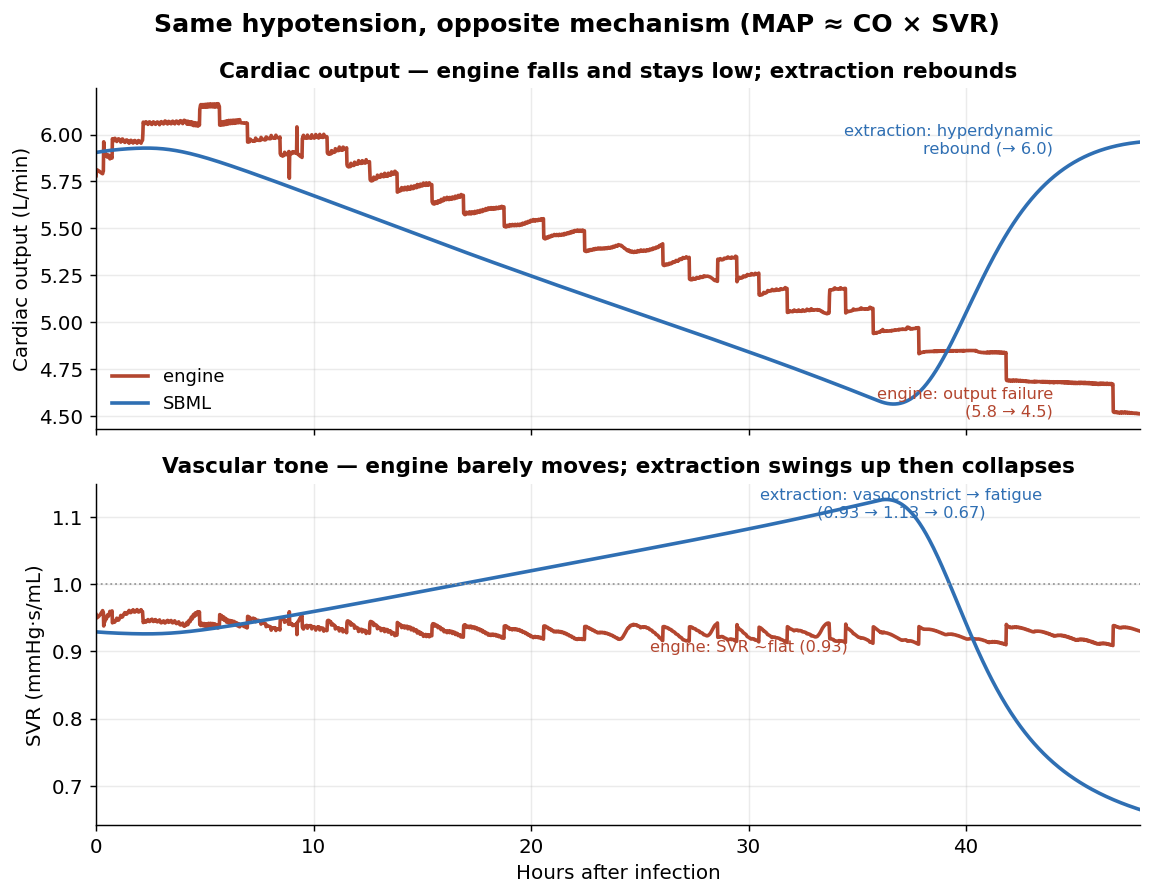 Same hypotension, opposite mechanism (MAP ≈ CO × SVR)
Cardiac output — engine falls and stays low; extraction rebounds
6.00
5.75
5.50
5.25
5.00
4.75
4.50
Cardiac output (L/min)
extraction: hyperdynamic
rebound (→ 6.0)
engine: output failure
(5.8 → 4.5)
engine
SBML
Vascular tone — engine barely moves; extraction swings up then collapses
1.1
1.0
0.9
0.8
0.7
SVR (mmHg·s/mL)
extraction: vasoconstrict → fatigue
(0.93 → 1.13 → 0.67)
engine: SVR ~flat (0.93)
0
10
20
30
40
Hours after infection